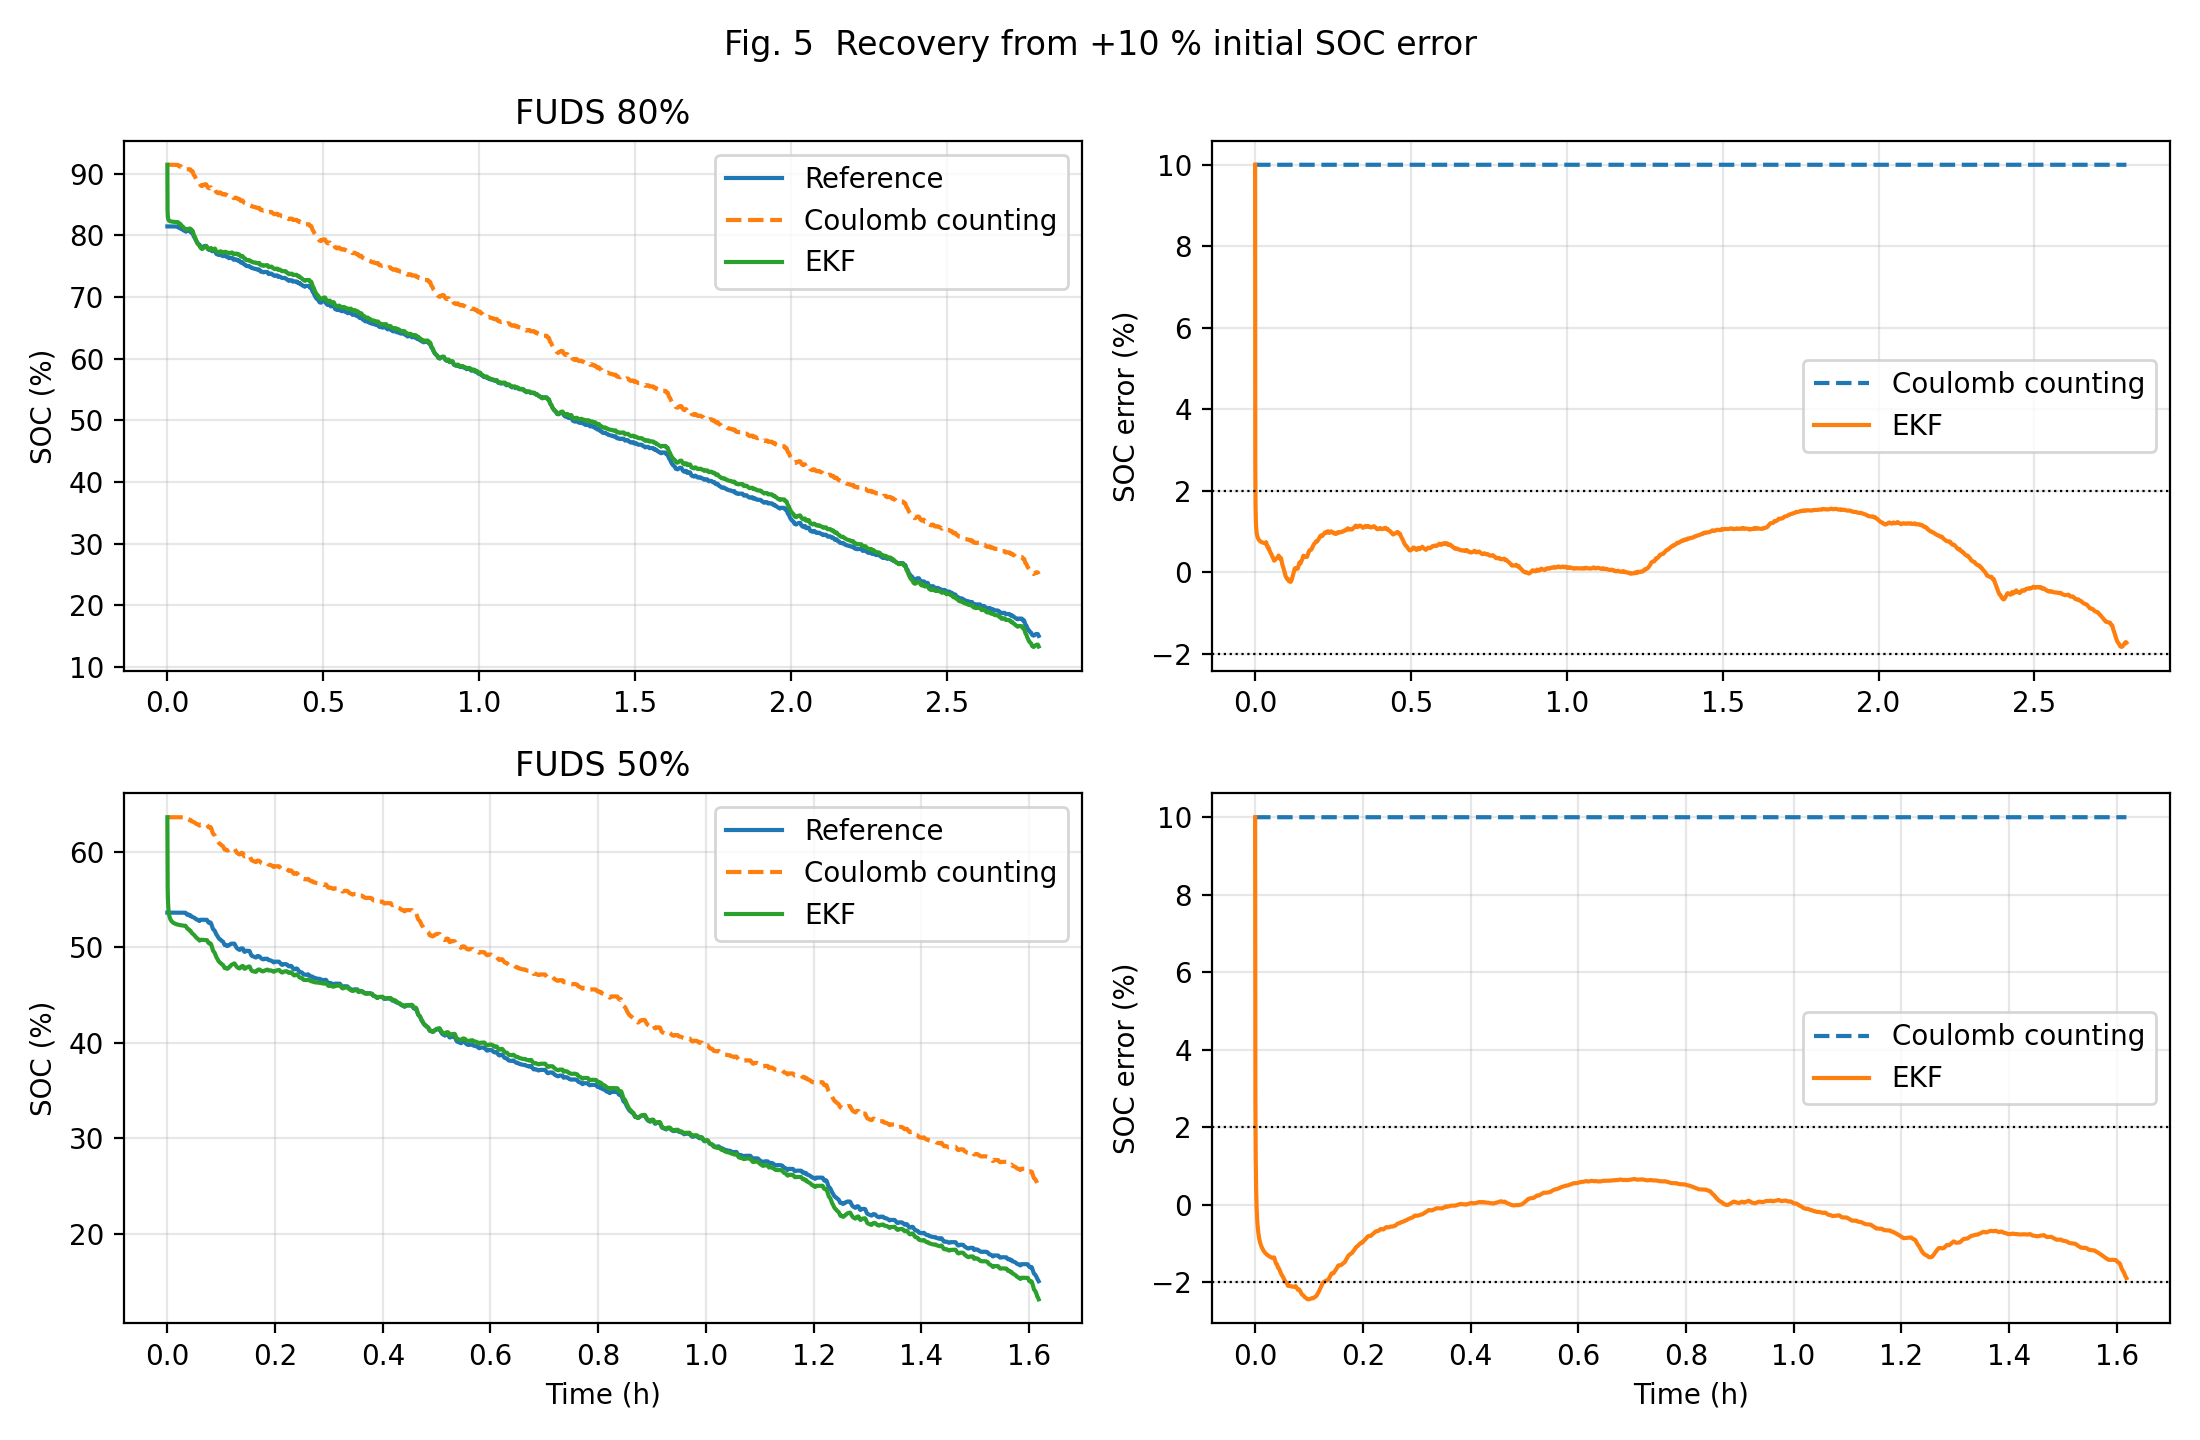 Fig. 5  Recovery from +10 % initial SOC error
FUDS 80%
SOC (%)
90
80
70
60
50
40
30
20
10
Reference
Coulomb counting
EKF
0.0 0.5 1.0 1.5 2.0 2.5
SOC error (%)
10
8
6
4
2
0
−2
Coulomb counting
EKF
0.0 0.5 1.0 1.5 2.0 2.5
FUDS 50%
SOC (%)
60
50
40
30
20
Reference
Coulomb counting
EKF
0.0 0.2 0.4 0.6 0.8 1.0 1.2 1.4 1.6
Time (h)
SOC error (%)
10
8
6
4
2
0
−2
Coulomb counting
EKF
0.0 0.2 0.4 0.6 0.8 1.0 1.2 1.4 1.6
Time (h)